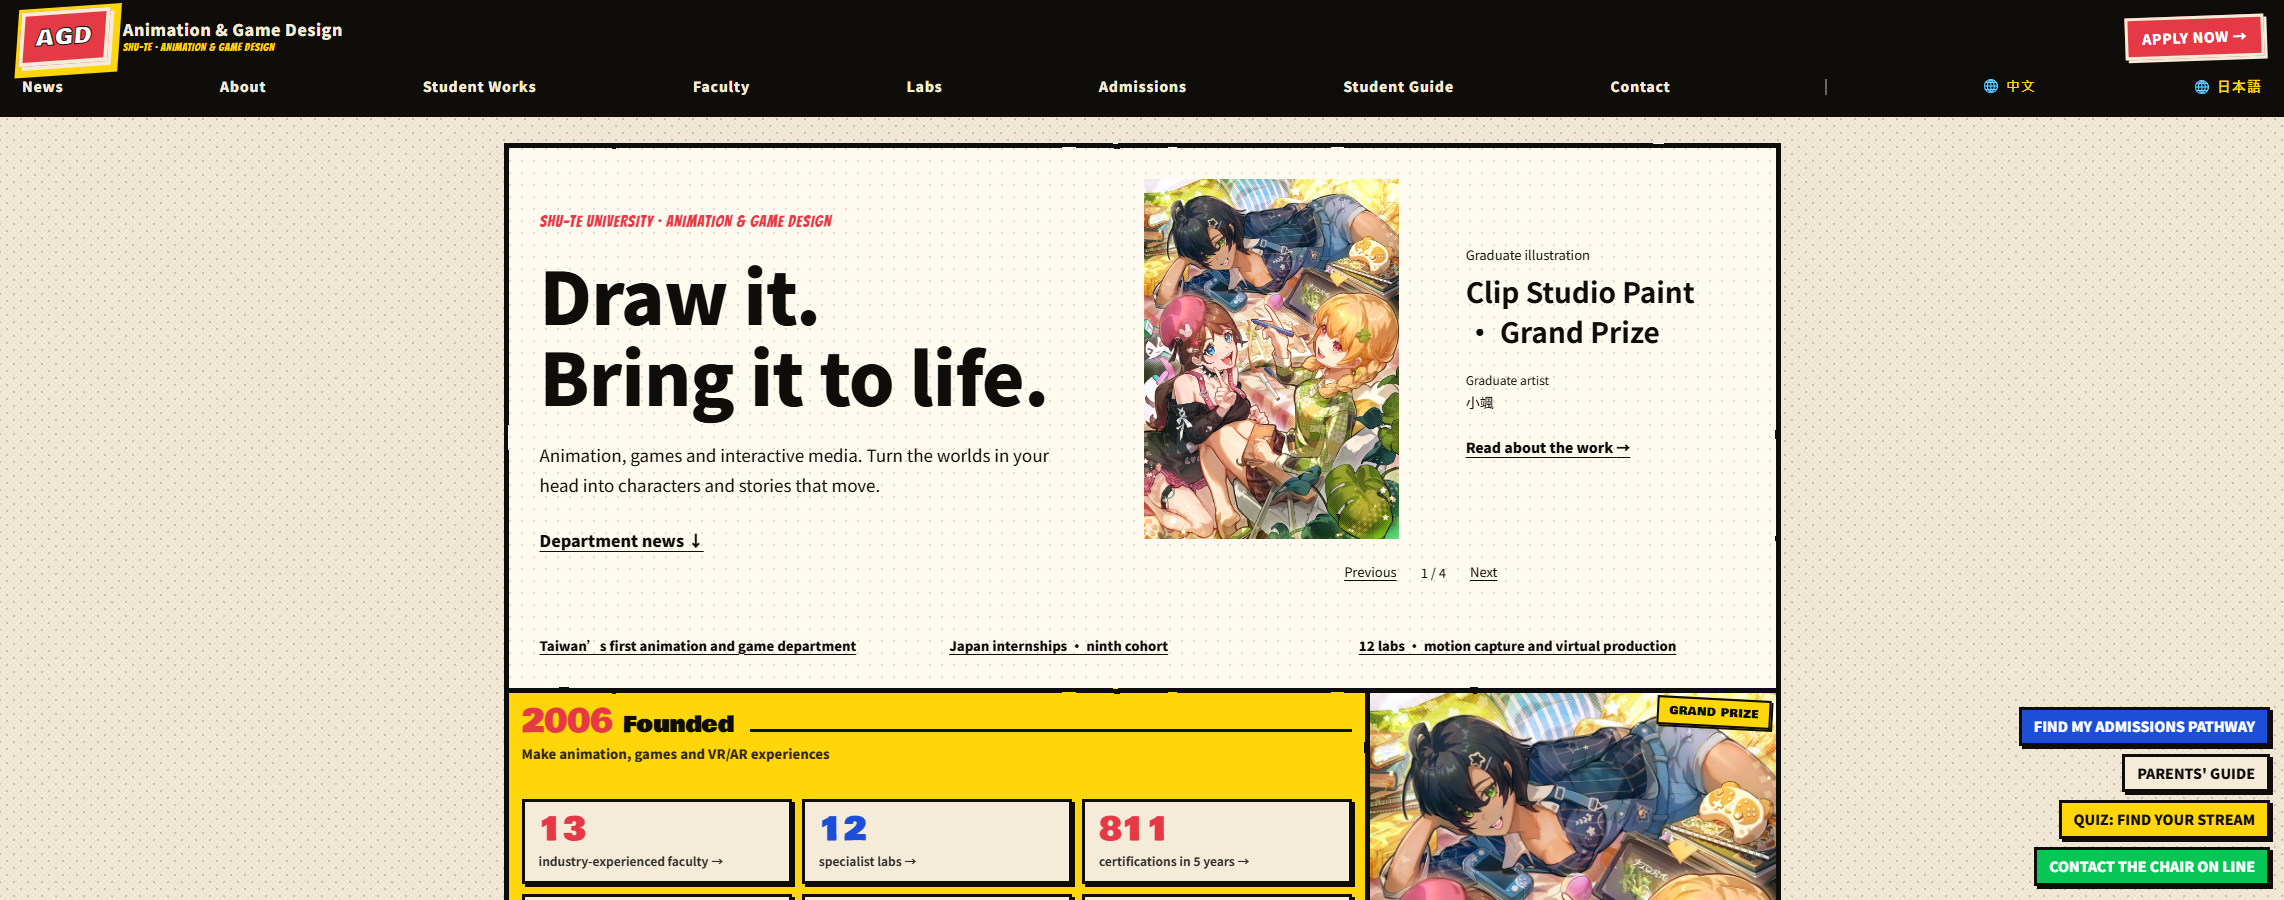 AGD
Animation & Game Design
SHU-TE · ANIMATION & GAME DESIGN
APPLY NOW →
News
About
Student Works
Faculty
Labs
Admissions
Student Guide
Contact
🌐 中文
🌐 日本語
SHU-TE UNIVERSITY · ANIMATION & GAME DESIGN
Draw it.
Bring it to life.
Animation, games and interactive media. Turn the worlds in your
head into characters and stories that move.
Department news ↓
Graduate illustration
Clip Studio Paint
・ Grand Prize
Graduate artist
小颯
Read about the work →
Previous
1 / 4
Next
Taiwan’s first animation and game department
Japan internships・ninth cohort
12 labs・motion capture and virtual production
2006 Founded
Make animation, games and VR/AR experiences
13
industry-experienced faculty →
12
specialist labs →
811
certifications in 5 years →
GRAND PRIZE
FIND MY ADMISSIONS PATHWAY
PARENTS' GUIDE
QUIZ: FIND YOUR STREAM
CONTACT THE CHAIR ON LINE